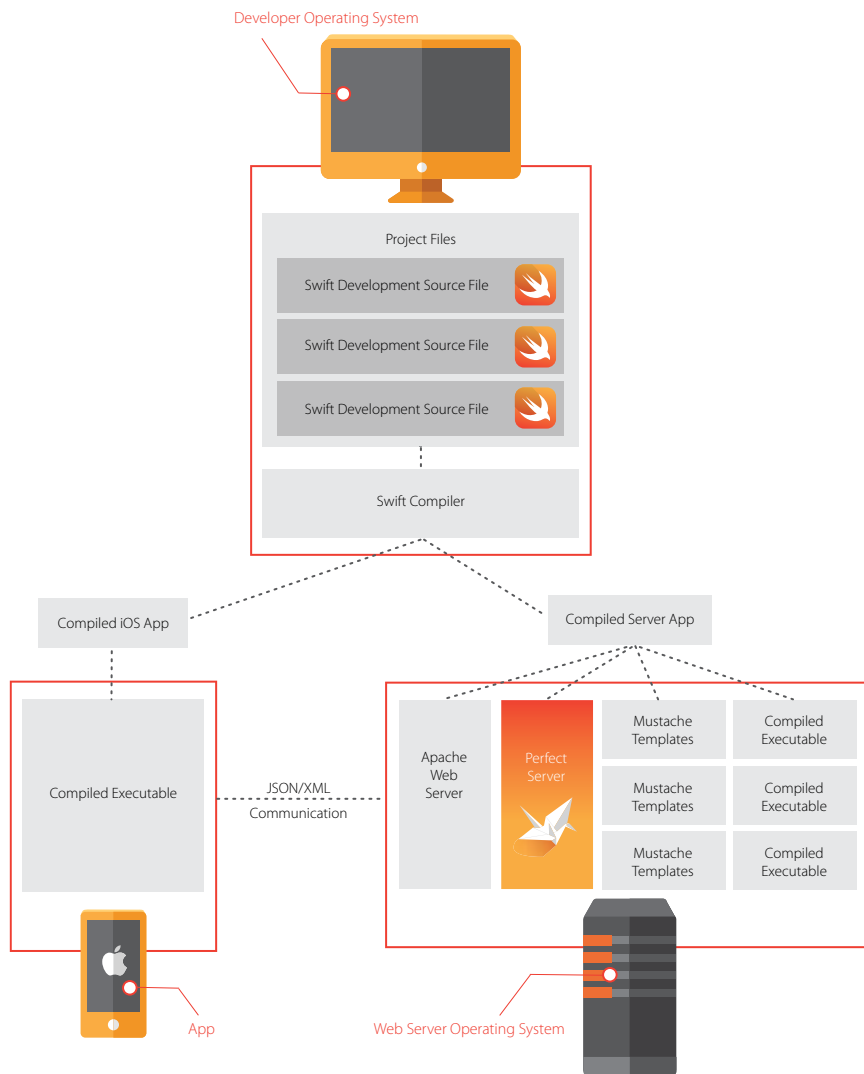 Developer Operating System
Project Files
Swift Development Source File
Swift Development Source File
Swift Development Source File
Swift Compiler
Compiled iOS App
Compiled Server App
Compiled Executable
JSON/XML
Communication
Apache
Web
Server
Perfect
Server
Mustache
Templates
Compiled
Executable
Mustache
Templates
Compiled
Executable
Mustache
Templates
Compiled
Executable
App
Web Server Operating System